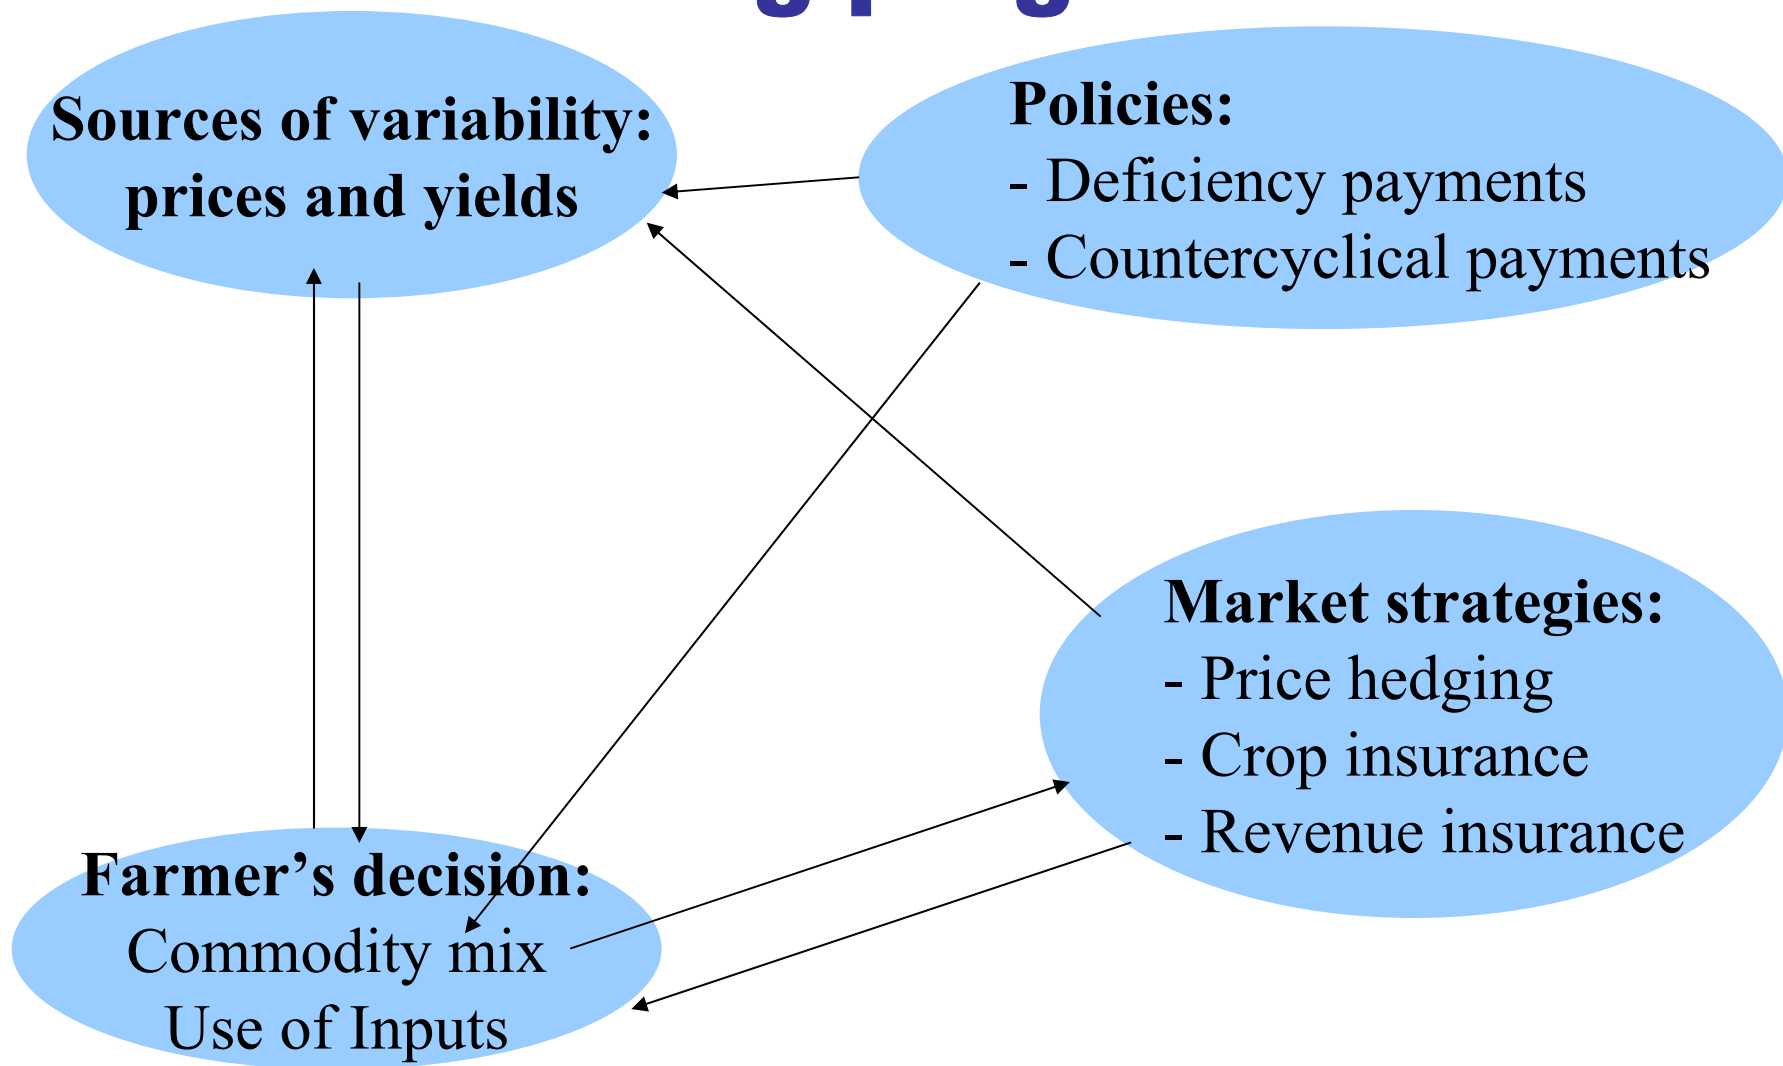 Sources of variability:
prices and yields
Policies:
- Deficiency payments
- Countercyclical payments
Market strategies:
- Price hedging
- Crop insurance
- Revenue insurance
Farmer’s decision:
Commodity mix
Use of Inputs